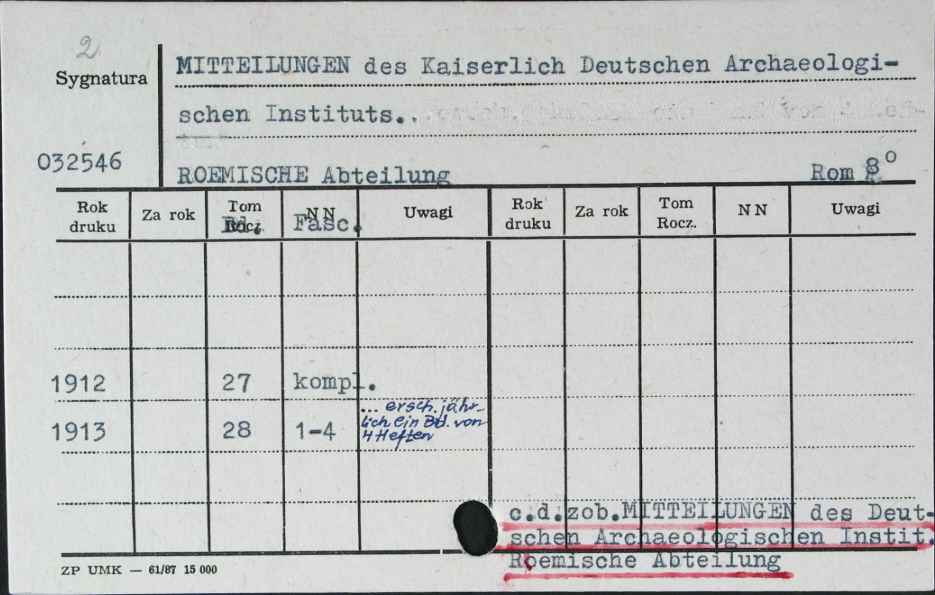 2
Sygnatura
MITTEILUNGEN des Kaiserlich Deutschen Archaeologi-
schen Instituts..
032546
ROEMISCHE Abteilung Rom 8°
Rok druku Za rok Tom Rocz. Bd. NN Fasc. Uwagi Rok druku Za rok Tom Rocz. NN Uwagi
1912 27 kompl.
1913 28 1-4
... ersch. jähr-
lich ein Bd. von
4 Heften
c.d.zob.MITTEILUNGEN des Deut-
schen Archaeologischen Instit.
Roemische Abteilung
ZP UMK — 61/87 15 000